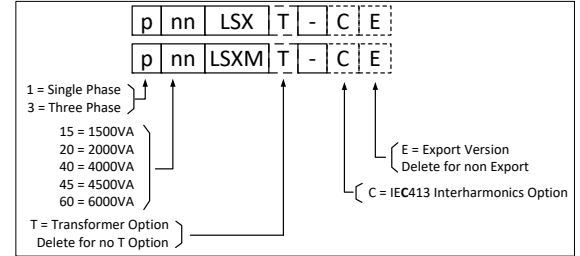 p nn LSX T - C E
p nn LSXM T - C E
1 = Single Phase
3 = Three Phase
15 = 1500VA
20 = 2000VA
40 = 4000VA
45 = 4500VA
60 = 6000VA
T = Transformer Option
Delete for no T Option
E = Export Version
Delete for non Export
C = IEC413 Interharmonics Option